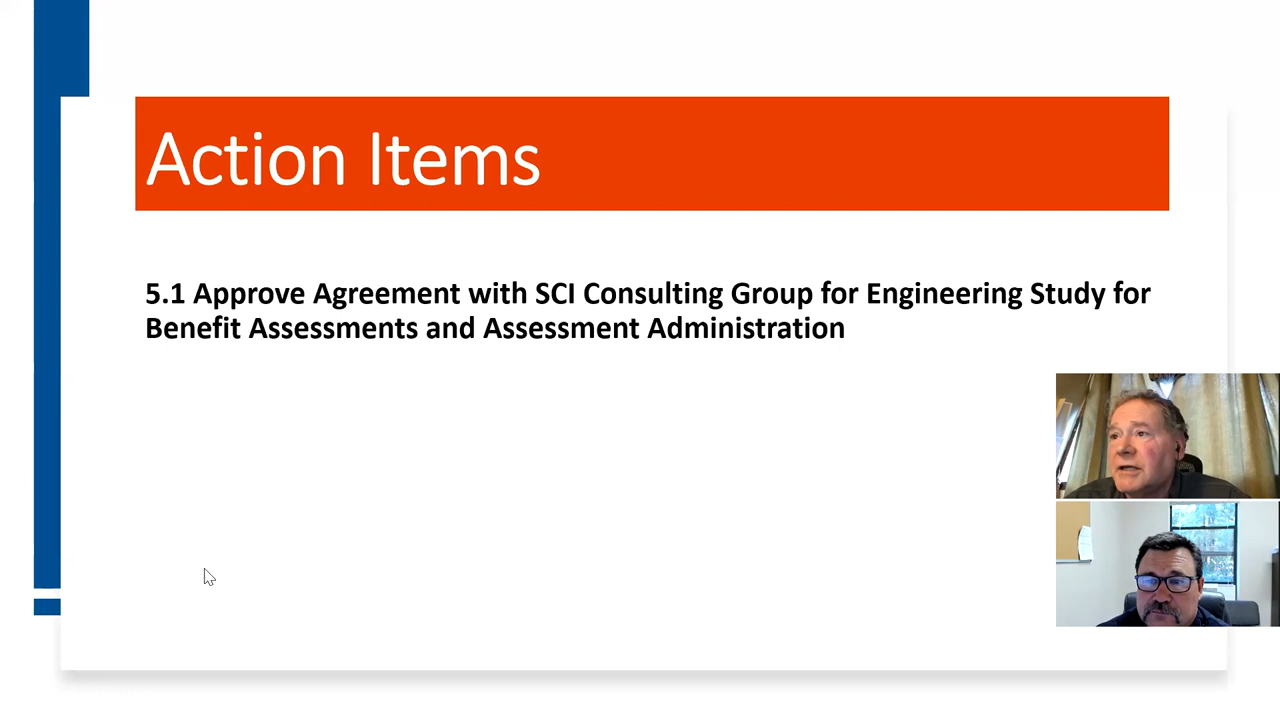 Action Items
5.1 Approve Agreement with SCI Consulting Group for Engineering Study for
Benefit Assessments and Assessment Administration